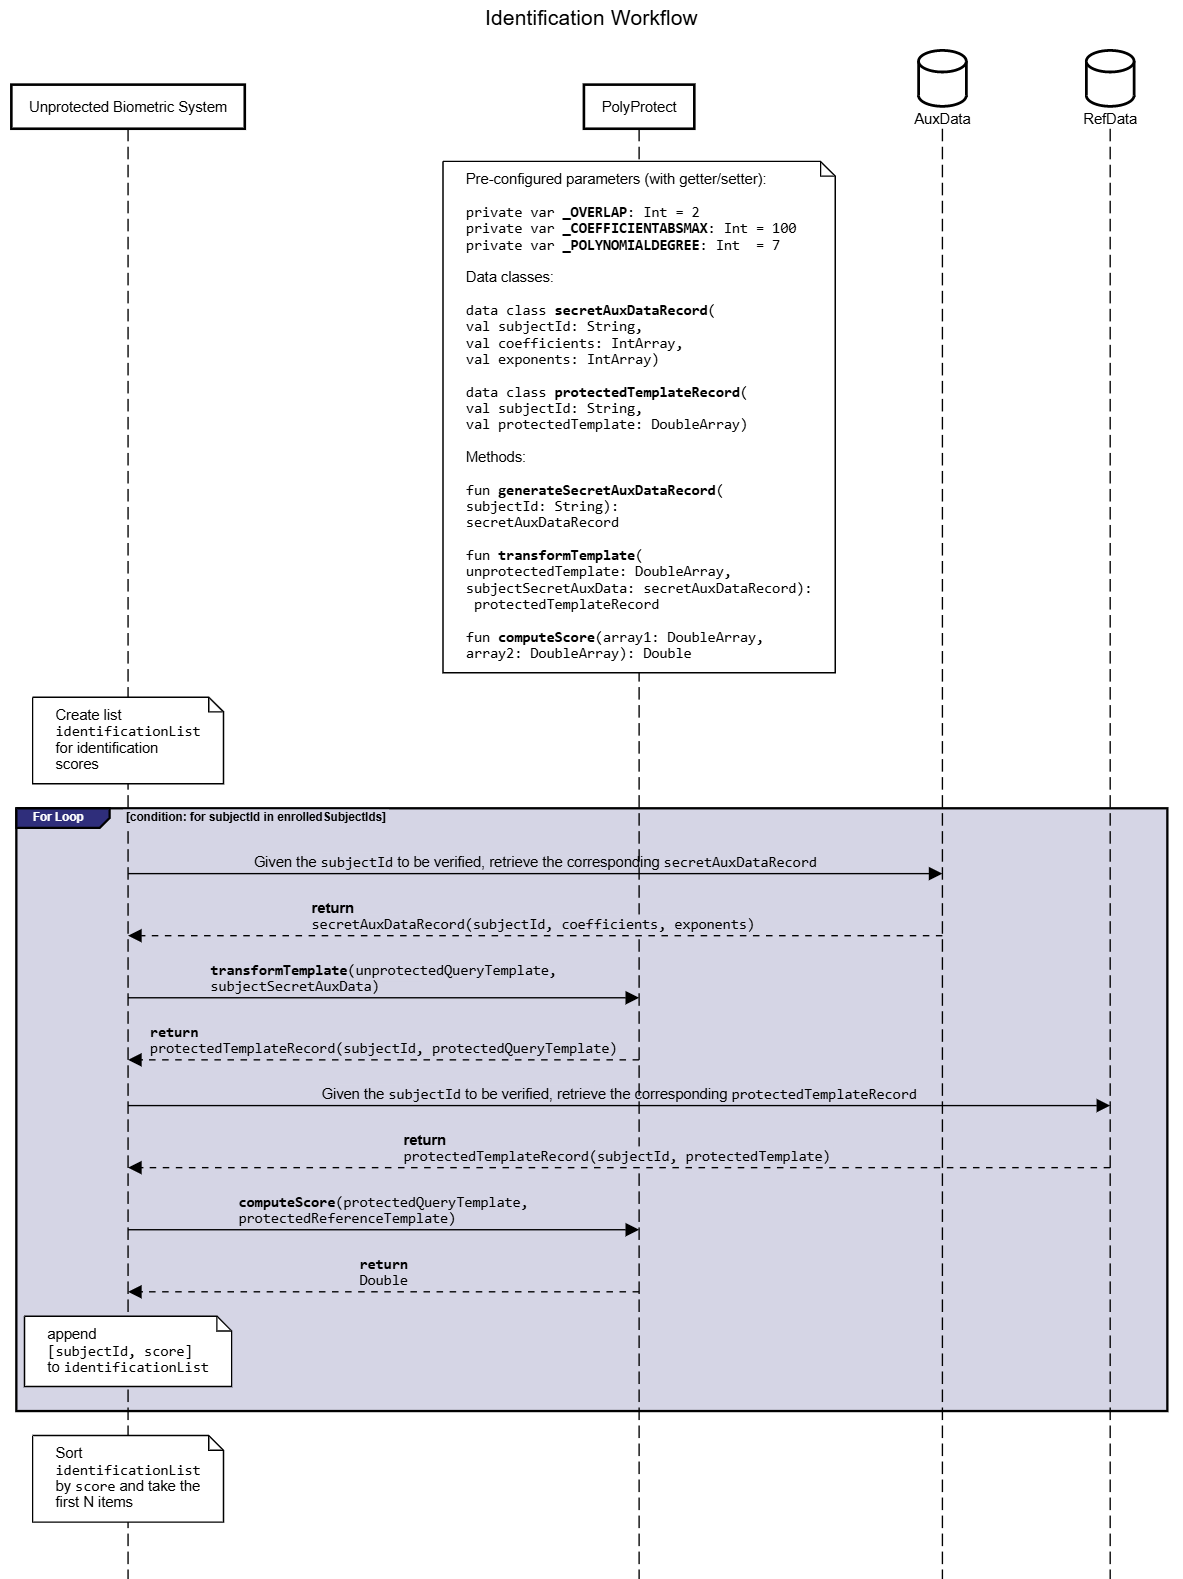 Identification Workflow
Unprotected Biometric System
PolyProtect
AuxData
RefData
Pre-configured parameters (with getter/setter):
private var _OVERLAP: Int = 2
private var _COEFFICIENTABSMAX: Int = 100
private var _POLYNOMIALDEGREE: Int  = 7
Data classes:
data class secretAuxDataRecord(
val subjectId: String,
val coefficients: IntArray,
val exponents: IntArray)
data class protectedTemplateRecord(
val subjectId: String,
val protectedTemplate: DoubleArray)
Methods:
fun generateSecretAuxDataRecord(
subjectId: String):
secretAuxDataRecord
fun transformTemplate(
unprotectedTemplate: DoubleArray,
subjectSecretAuxData: secretAuxDataRecord):
protectedTemplateRecord
fun computeScore(array1: DoubleArray,
array2: DoubleArray): Double
Create list
identificationList
for identification
scores
For Loop
[condition: for subjectId in enrolledSubjectIds]
Given the subjectId to be verified, retrieve the corresponding secretAuxDataRecord
return
secretAuxDataRecord(subjectId, coefficients, exponents)
transformTemplate(unprotectedQueryTemplate,
subjectSecretAuxData)
return
protectedTemplateRecord(subjectId, protectedQueryTemplate)
Given the subjectId to be verified, retrieve the corresponding protectedTemplateRecord
return
protectedTemplateRecord(subjectId, protectedTemplate)
computeScore(protectedQueryTemplate,
protectedReferenceTemplate)
return
Double
append
[subjectId, score]
to identificationList
Sort
identificationList
by score and take the
first N items